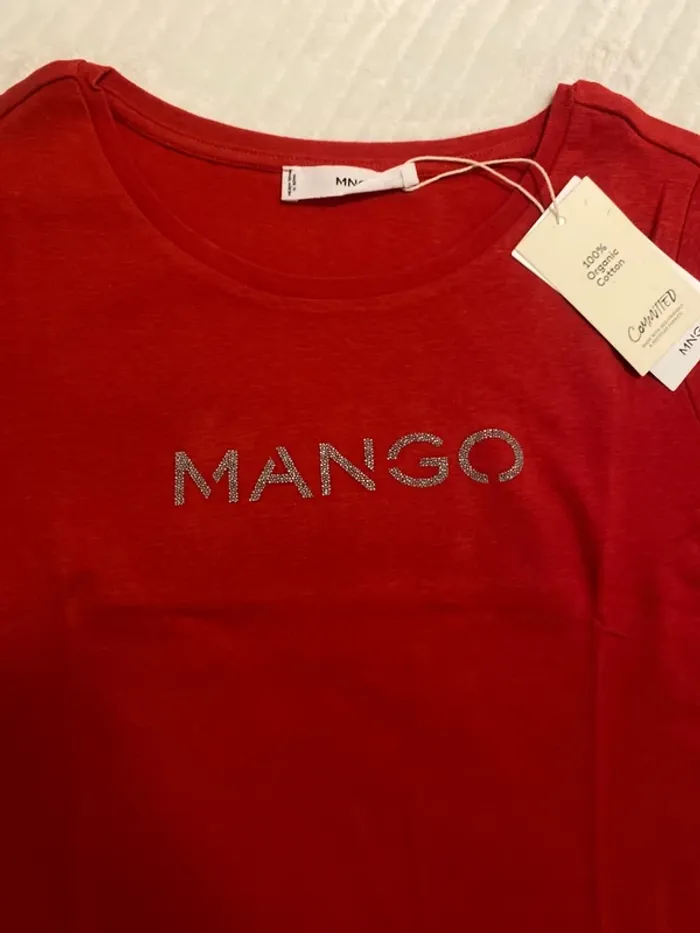 MNG
100%
Organic
Cotton
COMMITTED
MNG
MANGO